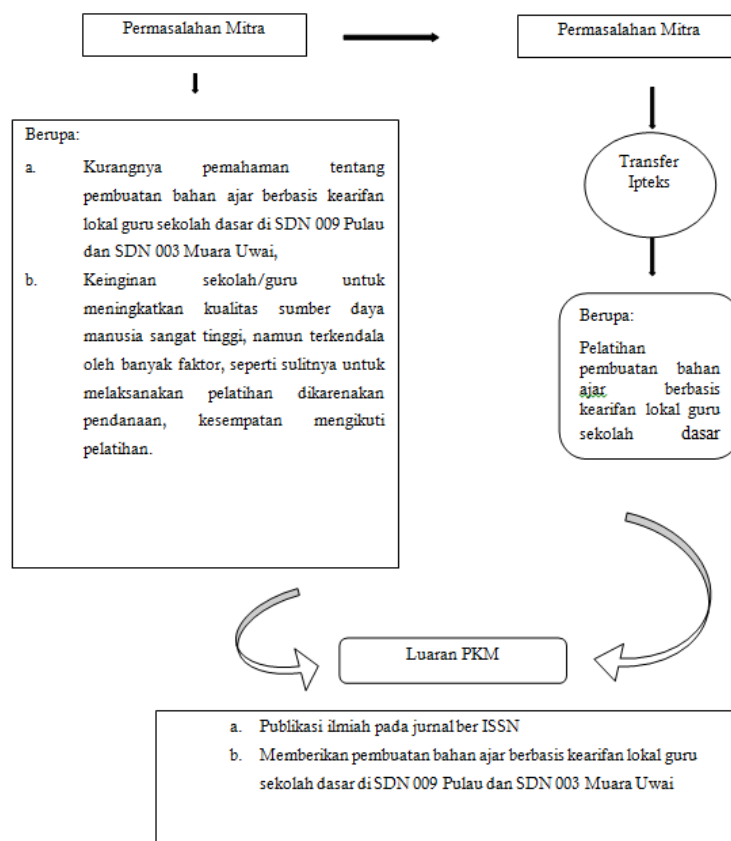 Permasalahan Mitra
Permasalahan Mitra
Berupa:
a. Kurangnya pemahaman tentang
pembuatan bahan ajar berbasis kearifan
lokal guru sekolah dasar di SDN 009 Pulau
dan SDN 003 Muara Uwai,
b. Keinginan sekolah/guru untuk
meningkatkan kualitas sumber daya
manusia sangat tinggi, namun terkendala
oleh banyak faktor, seperti sulitnya untuk
melaksanakan pelatihan dikarenakan
pendanaan, kesempatan mengikuti
pelatihan.
Transfer
Ipteks
Berupa:
Pelatihan
pembuatan bahan
ajar berbasis
kearifan lokal guru
sekolah dasar
Luaran PKM
a. Publikasi ilmiah pada jurnal ber ISSN
b. Memberikan pembuatan bahan ajar berbasis kearifan lokal guru
sekolah dasar di SDN 009 Pulau dan SDN 003 Muara Uwai